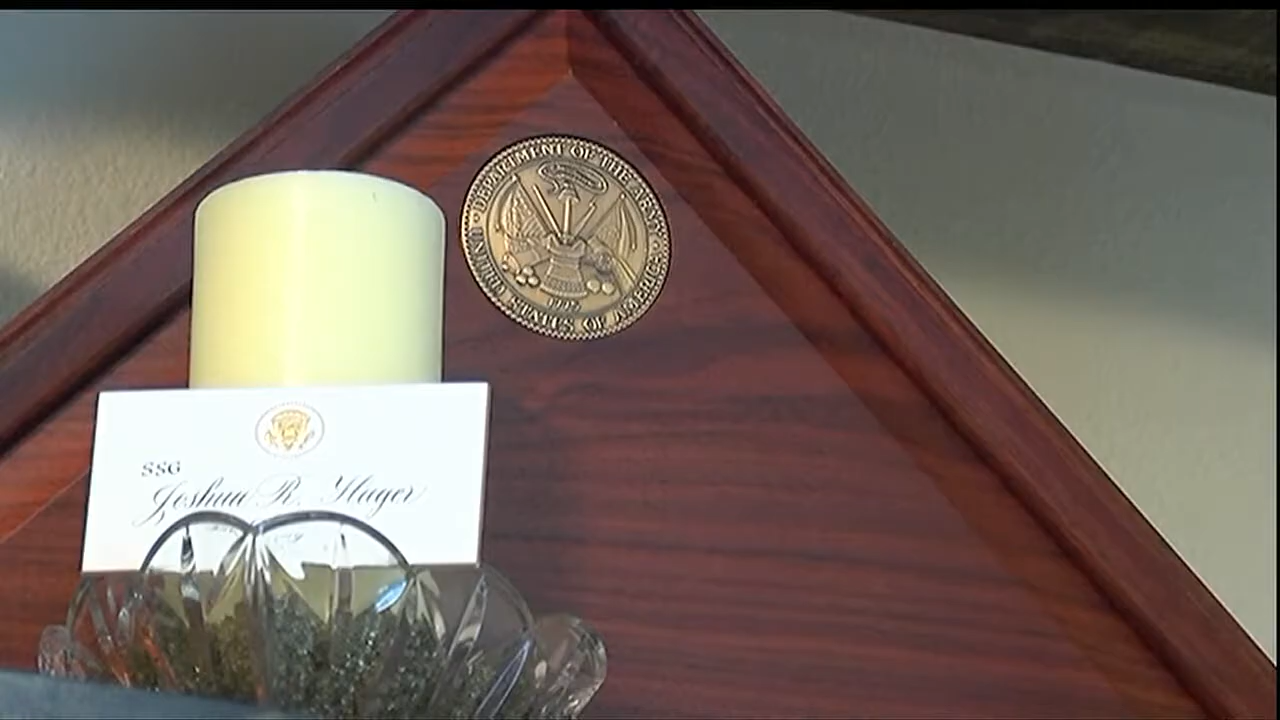 SSG
Joshua R. Hager
DEPARTMENT OF THE ARMY
UNITED STATES OF AMERICA